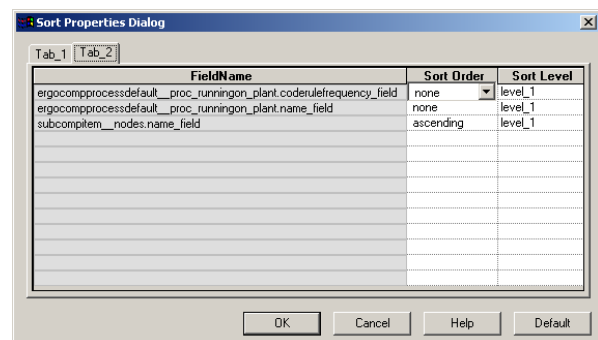 Sort Properties Dialog
Tab_1 Tab_2
FieldName Sort Order Sort Level
ergocompprocessdefault__proc_runningon_plant.coderulefrequency_field none level_1
ergocompprocessdefault__proc_runningon_plant.name_field none level_1
subcompitem__nodes.name_field ascending level_1
OK Cancel Help Default